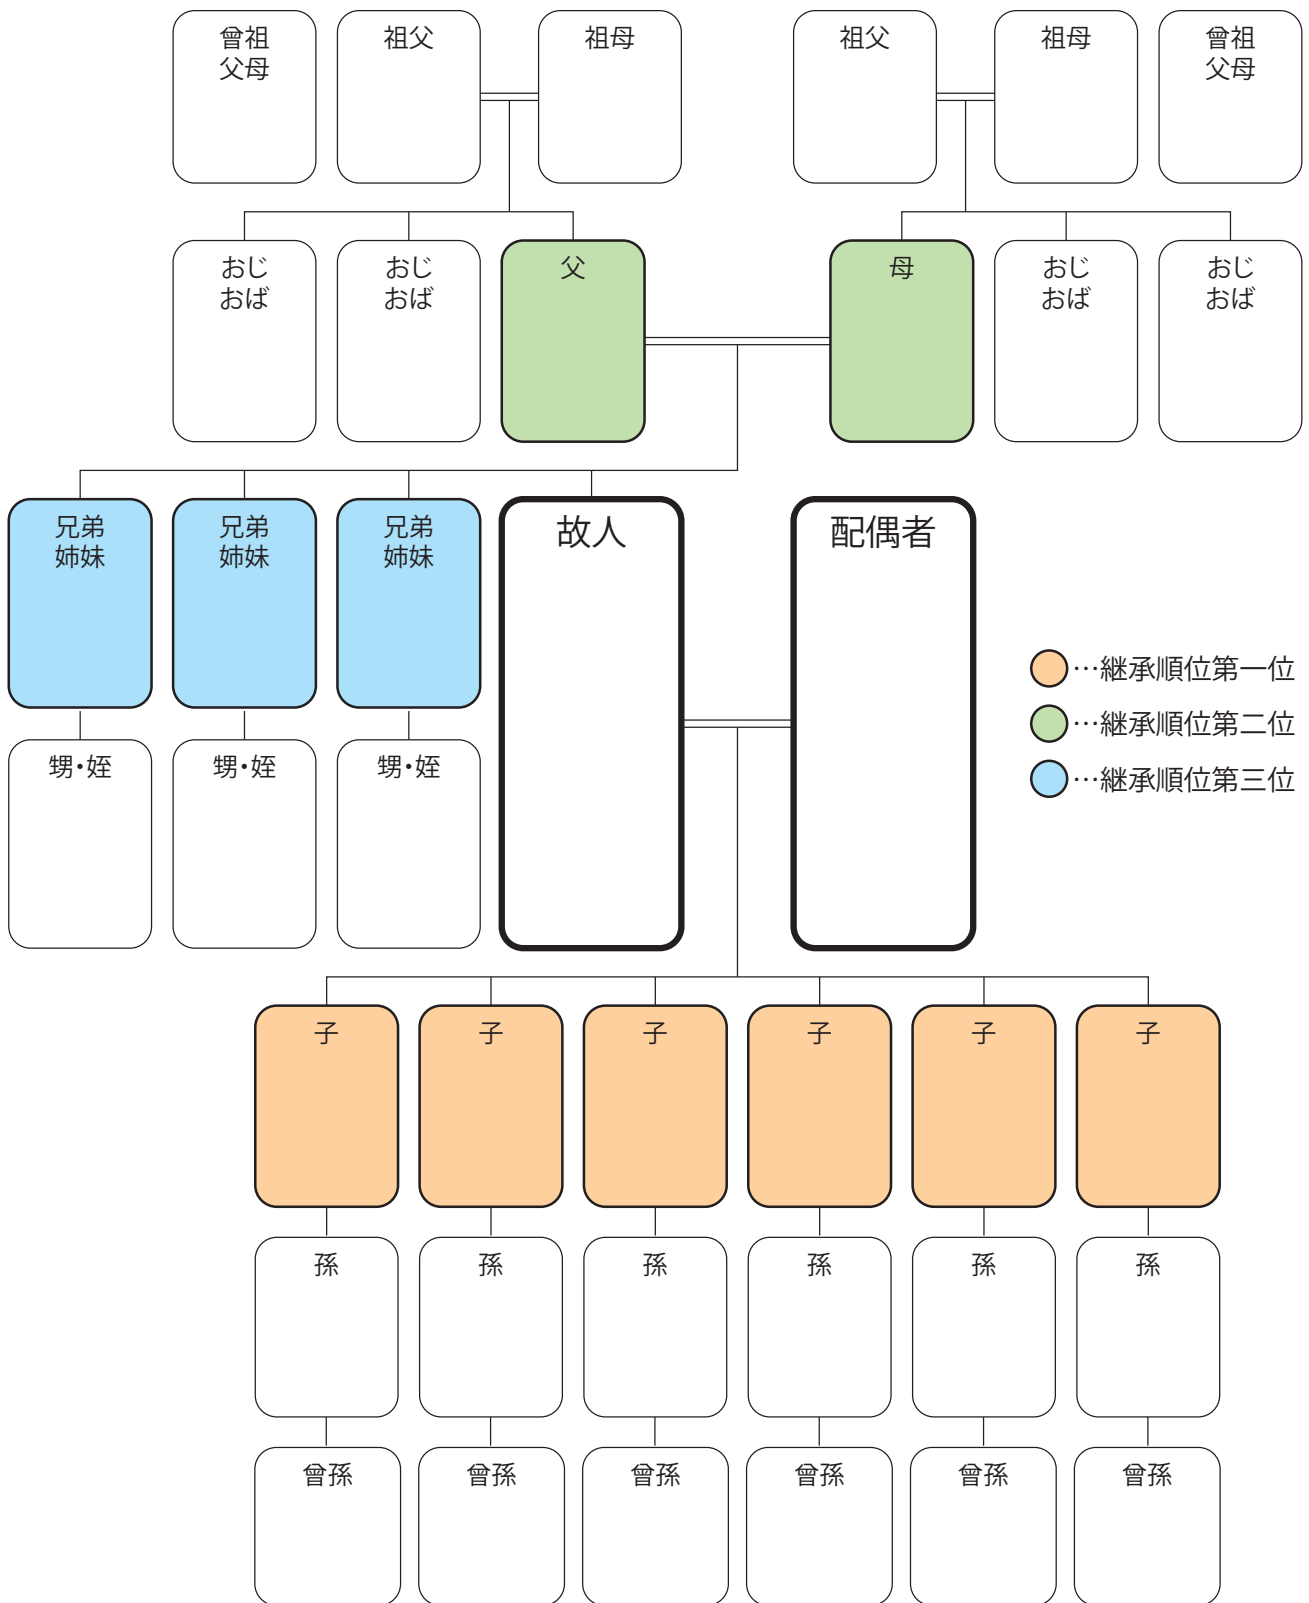 曾祖
父母
祖父
祖母
祖父
祖母
曾祖
父母
おじ
おば
おじ
おば
父
母
おじ
おば
おじ
おば
兄弟
姉妹
兄弟
姉妹
兄弟
姉妹
故人
配偶者
…継承順位第一位
…継承順位第二位
…継承順位第三位
甥・姪
甥・姪
甥・姪
子
子
子
子
子
子
孫
孫
孫
孫
孫
孫
曾孫
曾孫
曾孫
曾孫
曾孫
曾孫